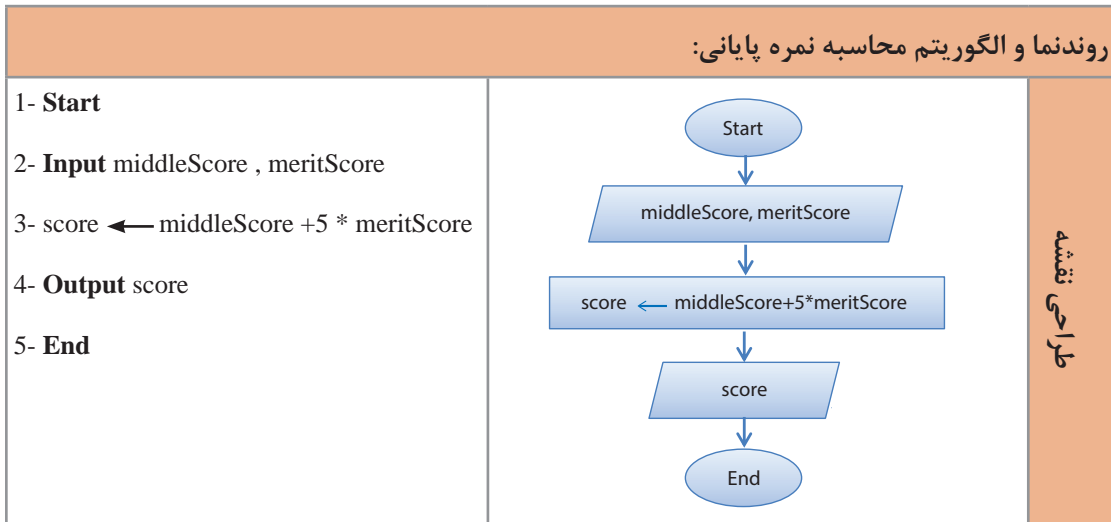 روندنما و الگوریتم محاسبه نمره پایانی:
طراحی نقشه
Start
middleScore, meritScore
score ← middleScore+5*meritScore
score
End
1- Start
2- Input middleScore , meritScore
3- score ← middleScore +5 * meritScore
4- Output score
5- End